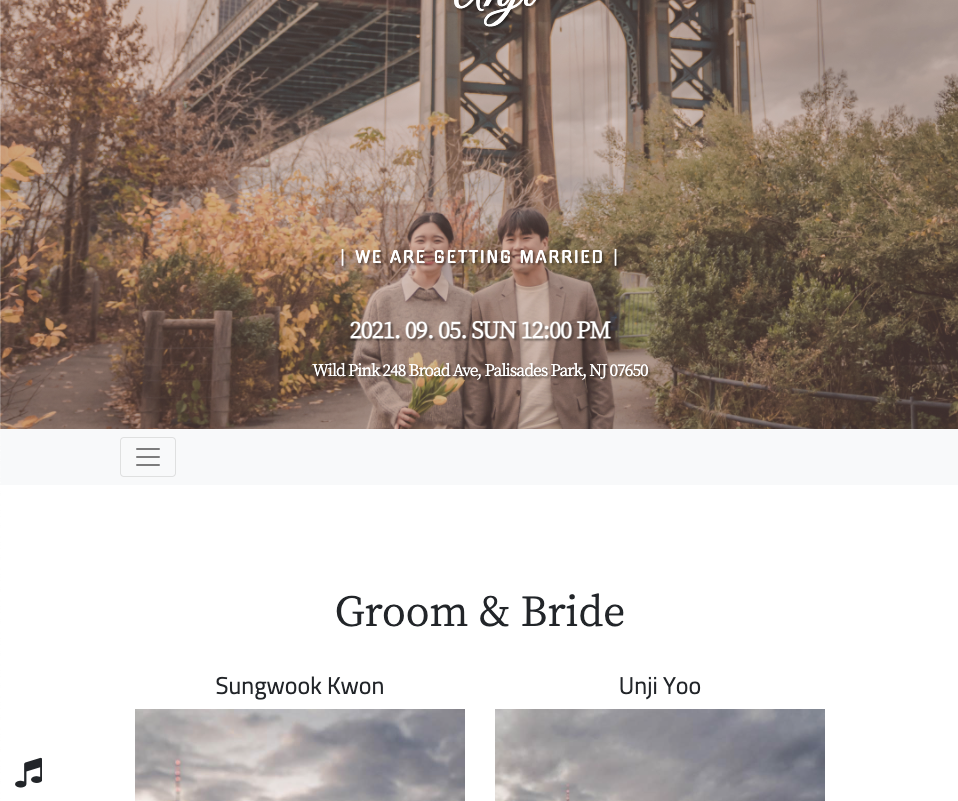 Unji
| WE ARE GETTING MARRIED |
2021. 09. 05. SUN 12:00 PM
Wild Pink 248 Broad Ave, Palisades Park, NJ 07650
Groom & Bride
Sungwook Kwon
Unji Yoo